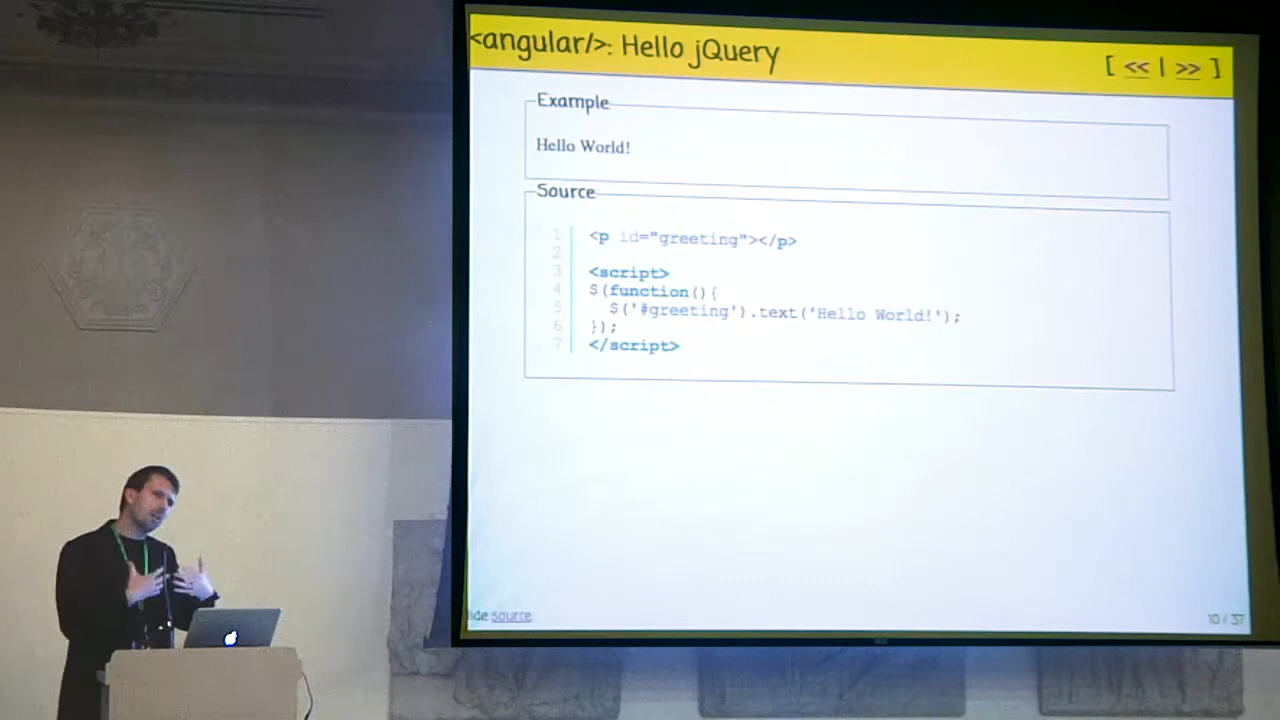 <angular/>: Hello jQuery
[ << | >> ]
Example
Hello World!
Source
1 <p id="greeting"></p>
2
3 <script>
4 $(function(){
5 $('#greeting').text('Hello World!');
6 });
7 </script>
lide source
10 / 37